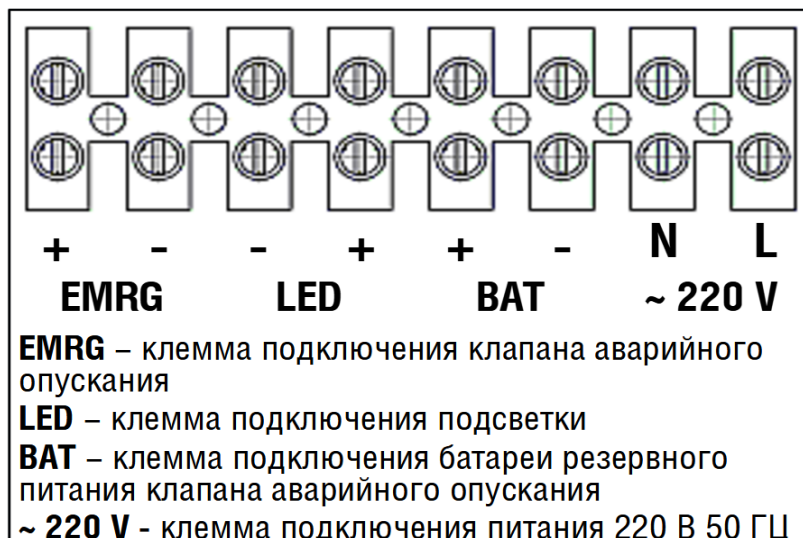 + - - + + - N L
EMRG LED BAT ~ 220 V
EMRG – клемма подключения клапана аварийного
опускания
LED – клемма подключения подсветки
BAT – клемма подключения батареи резервного
питания клапана аварийного опускания
~ 220 V - клемма подключения питания 220 В 50 ГЦ